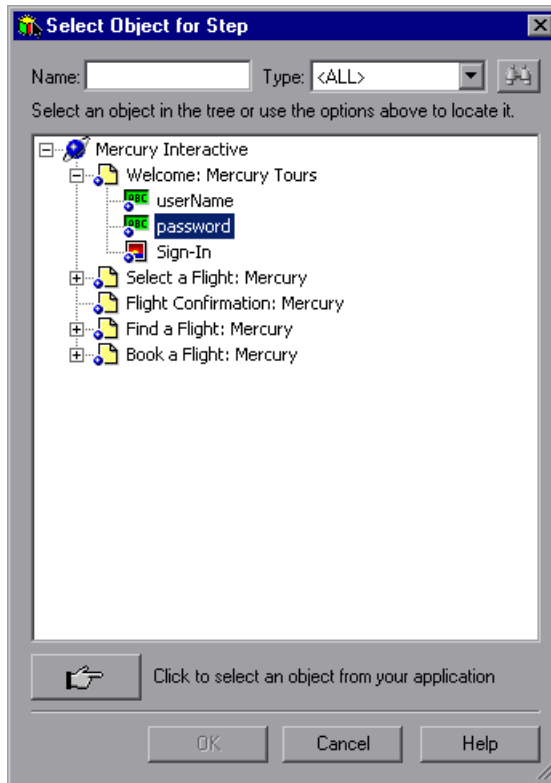 Select Object for Step
Name: Type: <ALL>
Select an object in the tree or use the options above to locate it.
Mercury Interactive
Welcome: Mercury Tours
ABC userName
ABC password
Sign-In
Select a Flight: Mercury
Flight Confirmation: Mercury
Find a Flight: Mercury
Book a Flight: Mercury
Click to select an object from your application
OK Cancel Help